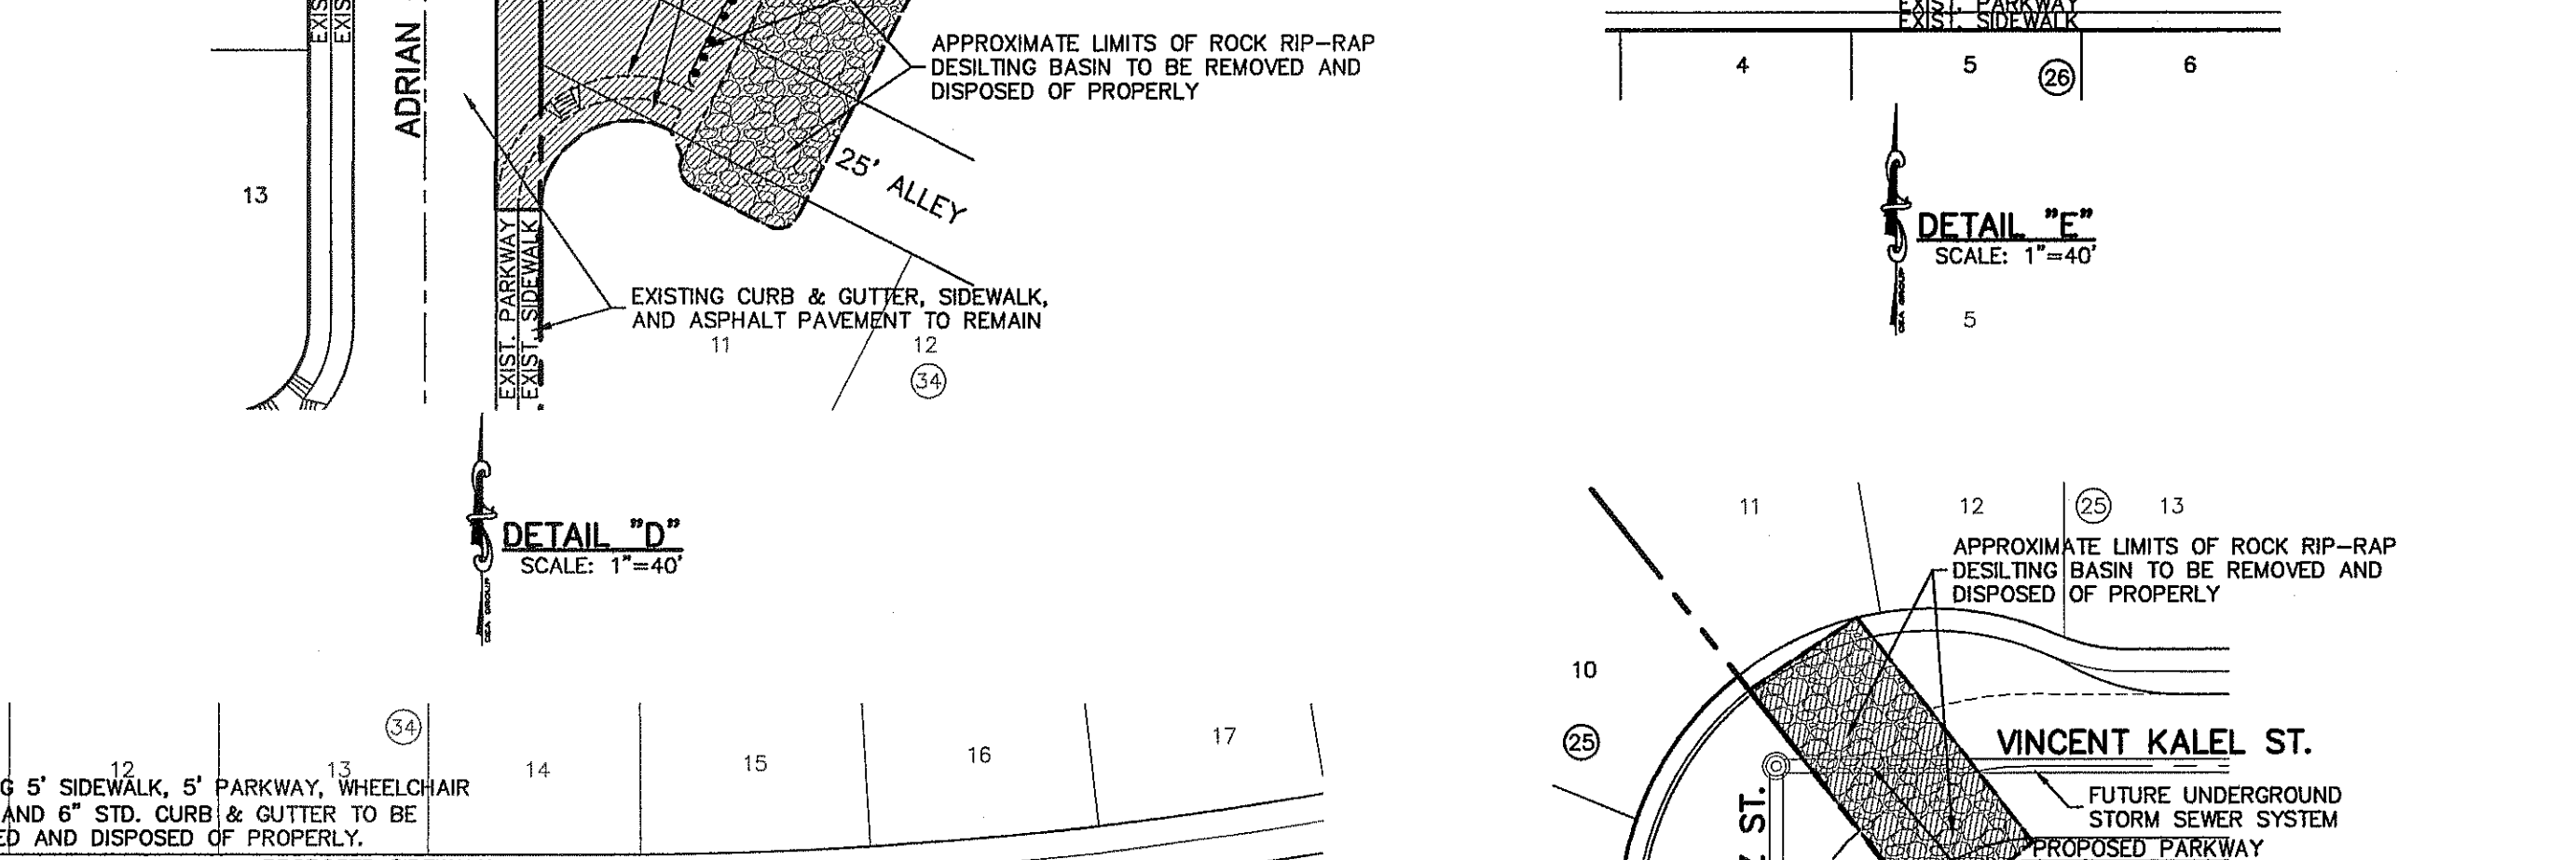 EXIS
EXIS
ADRIAN
APPROXIMATE LIMITS OF ROCK RIP-RAP
DESILTING BASIN TO BE REMOVED AND
DISPOSED OF PROPERLY
25' ALLEY
13
EXIST. PARKWAY
EXIST. SIDEWALK
EXISTING CURB & GUTTER, SIDEWALK,
AND ASPHALT PAVEMENT TO REMAIN
11
12
34
DETAIL "D"
SCALE: 1"=40'
EXIST. PARKWAY
EXIST. SIDEWALK
4
5
6
26
DETAIL "E"
SCALE: 1"=40'
5
34
12
13
14
15
16
17
G 5' SIDEWALK, 5' PARKWAY, WHEELCHAIR
AND 6" STD. CURB & GUTTER TO BE
ED AND DISPOSED OF PROPERLY.
11
12
25
13
APPROXIMATE LIMITS OF ROCK RIP-RAP
DESILTING BASIN TO BE REMOVED AND
DISPOSED OF PROPERLY
10
25
VINCENT KALEL ST.
ST.
FUTURE UNDERGROUND
STORM SEWER SYSTEM
PROPOSED PARKWAY